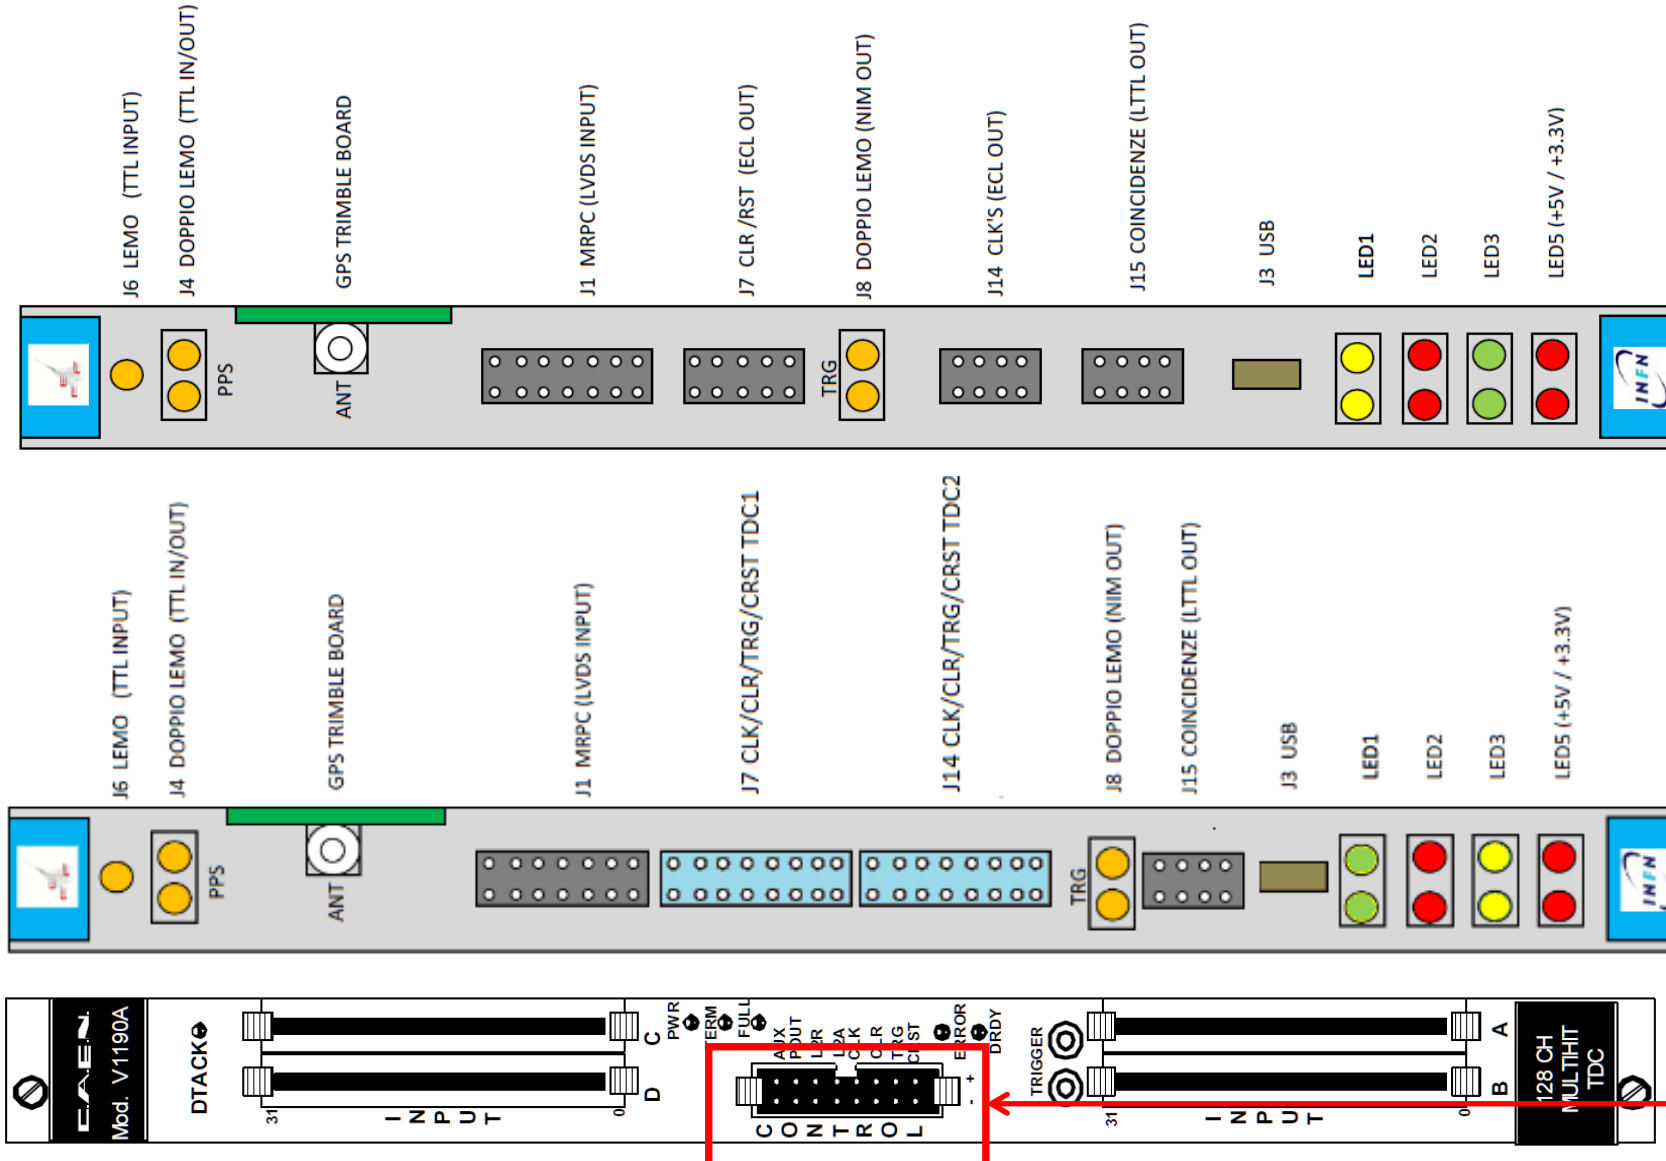 J6 LEMO (TTL INPUT)
J4 DOPPIO LEMO (TTL IN/OUT)
GPS TRIMBLE BOARD
J1 MRPC (LVDS INPUT)
J7 CLR /RST (ECL OUT)
J8 DOPPIO LEMO (NIM OUT)
J14 CLK'S (ECL OUT)
J15 COINCIDENZE (LTTL OUT)
J3 USB
LED1
LED2
LED3
LED5 (+5V / +3.3V)
PPS
ANT
TRG
INFN
J6 LEMO (TTL INPUT)
J4 DOPPIO LEMO (TTL IN/OUT)
GPS TRIMBLE BOARD
J1 MRPC (LVDS INPUT)
J7 CLK/CLR/TRG/CRST TDC1
J14 CLK/CLR/TRG/CRST TDC2
J8 DOPPIO LEMO (NIM OUT)
J15 COINCIDENZE (LTTL OUT)
J3 USB
LED1
LED2
LED3
LED5 (+5V / +3.3V)
PPS
ANT
TRG
INFN
CAEN
Mod. V1190A
DTACK
31
INPUT
0
C
D
PWR
TERM
FULL
AUX
POUT
L2R
L2A
CLK
CLR
TRG
CRST
ERROR
DRDY
- +
CONTROL
TRIGGER
31
INPUT
0
A
B
128 CH
MULTIHIT
TDC